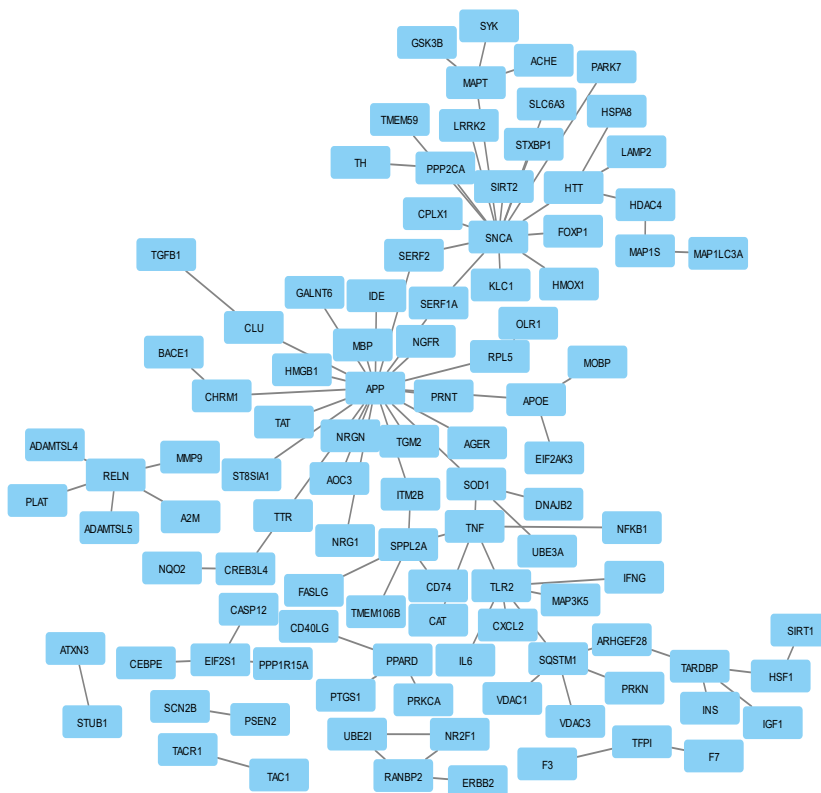 SYK
GSK3B
ACHE
PARK7
MAPT
SLC6A3
HSPA8
TMEM59
LRRK2
STXBP1
LAMP2
TH
PPP2CA
SIRT2
HTT
HDAC4
CPLX1
SNCA
FOXP1
MAP1S
MAP1LC3A
TGFB1
SERF2
GALNT6
IDE
KLC1
HMOX1
SERF1A
CLU
OLR1
BACE1
MBP
NGFR
RPL5
MOBP
HMGB1
CHRM1
APP
PRNT
APOE
TAT
ADAMTSL4
NRGN
TGM2
AGER
EIF2AK3
MMP9
RELN
ST8SIA1
AOC3
ITM2B
SOD1
PLAT
DNAJB2
ADAMTSL5
A2M
TTR
TNF
NFKB1
NRG1
SPPL2A
UBE3A
NQO2
CREB3L4
FASLG
CD74
TLR2
IFNG
CASP12
TMEM106B
MAP3K5
CD40LG
CAT
CXCL2
SIRT1
ATXN3
ARHGEF28
CEBPE
EIF2S1
PPP1R15A
PPARD
IL6
SQSTM1
TARDBP
HSF1
PTGS1
PRKCA
VDAC1
PRKN
SCN2B
PSEN2
INS
STUB1
VDAC3
IGF1
UBE2I
NR2F1
TFPI
TACR1
F3
F7
TAC1
RANBP2
ERBB2